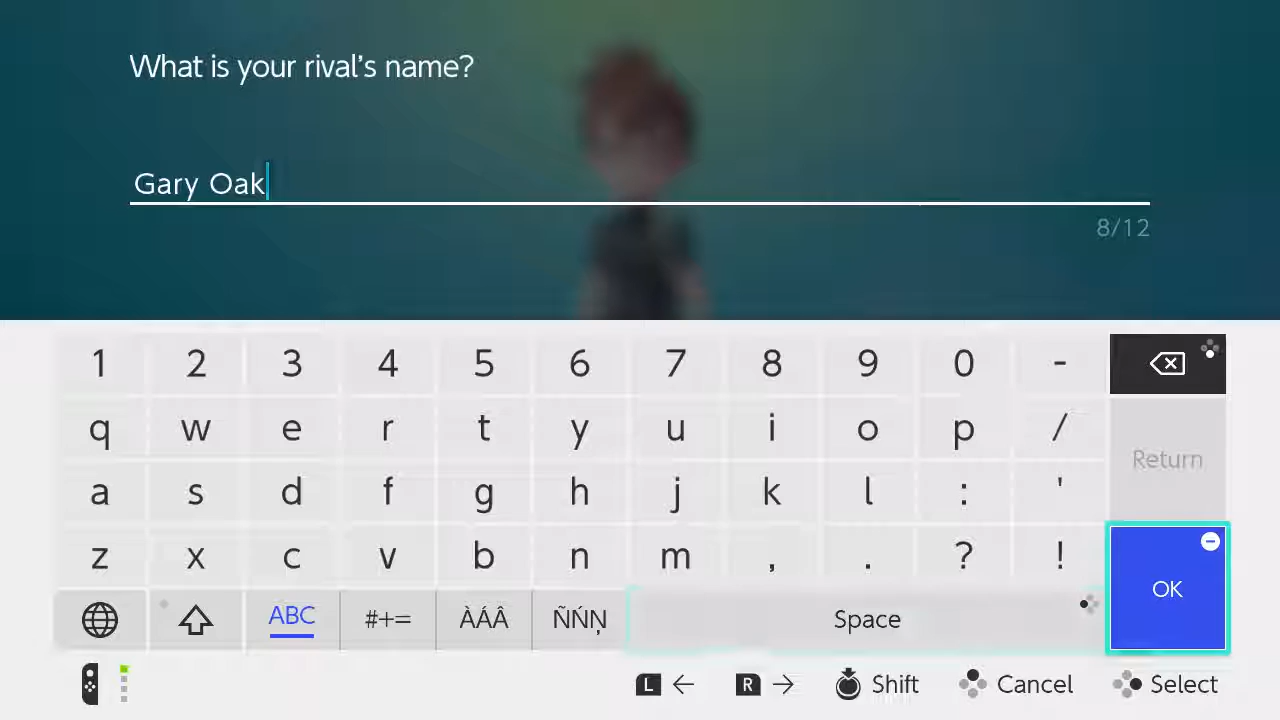 What is your rival's name?
Gary Oak
8/12
1 2 3 4 5 6 7 8 9 0 -
q w e r t y u i o p /
Return
a s d f g h j k l : '
z x c v b n m , . ? !
OK
ABC #+= ÀÁÂ ÑŃŅ Space
L ← R → Shift Cancel Select